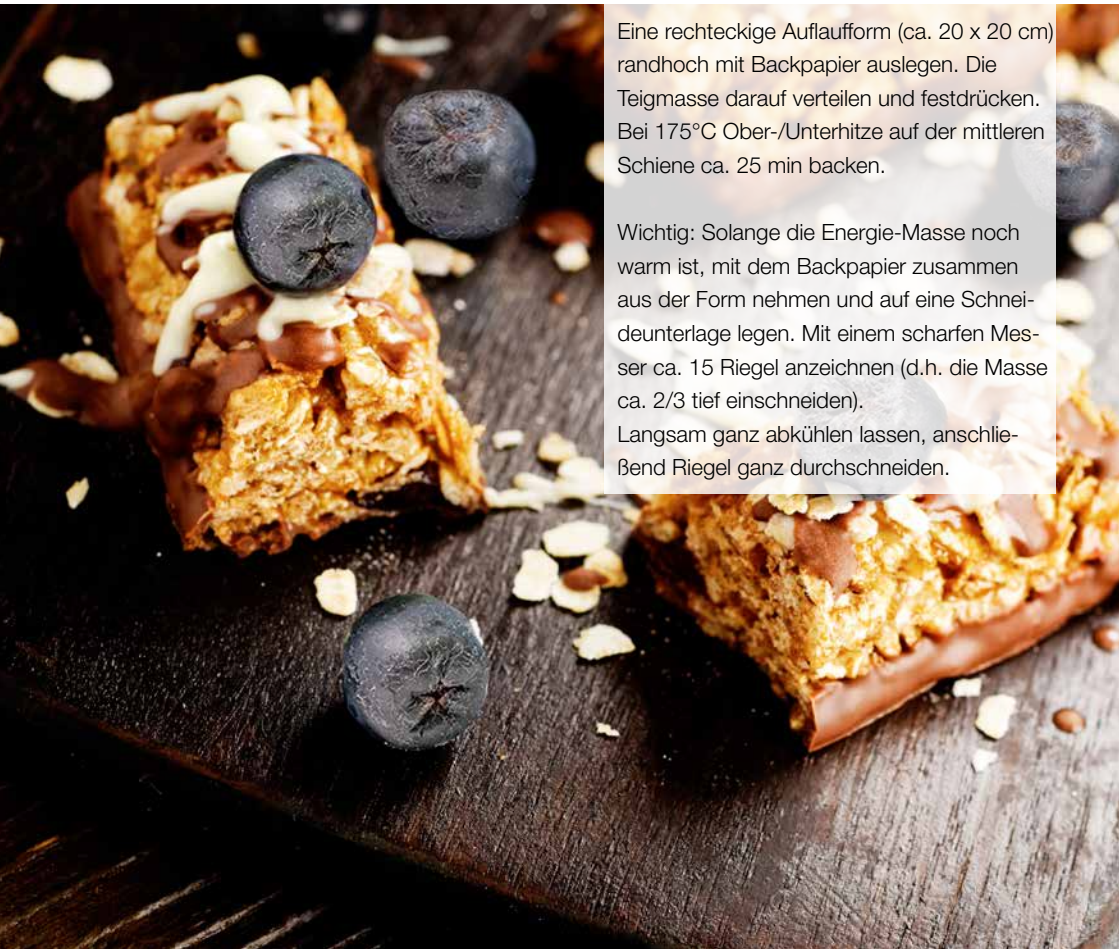 Eine rechteckige Auflaufform (ca. 20 x 20 cm)
randhoch mit Backpapier auslegen. Die
Teigmasse darauf verteilen und festdrücken.
Bei 175°C Ober-/Unterhitze auf der mittleren
Schiene ca. 25 min backen.

Wichtig: Solange die Energie-Masse noch
warm ist, mit dem Backpapier zusammen
aus der Form nehmen und auf eine Schnei-
deunterlage legen. Mit einem scharfen Mes-
ser ca. 15 Riegel anzeichnen (d.h. die Masse
ca. 2/3 tief einschneiden).
Langsam ganz abkühlen lassen, anschlie-
ßend Riegel ganz durchschneiden.